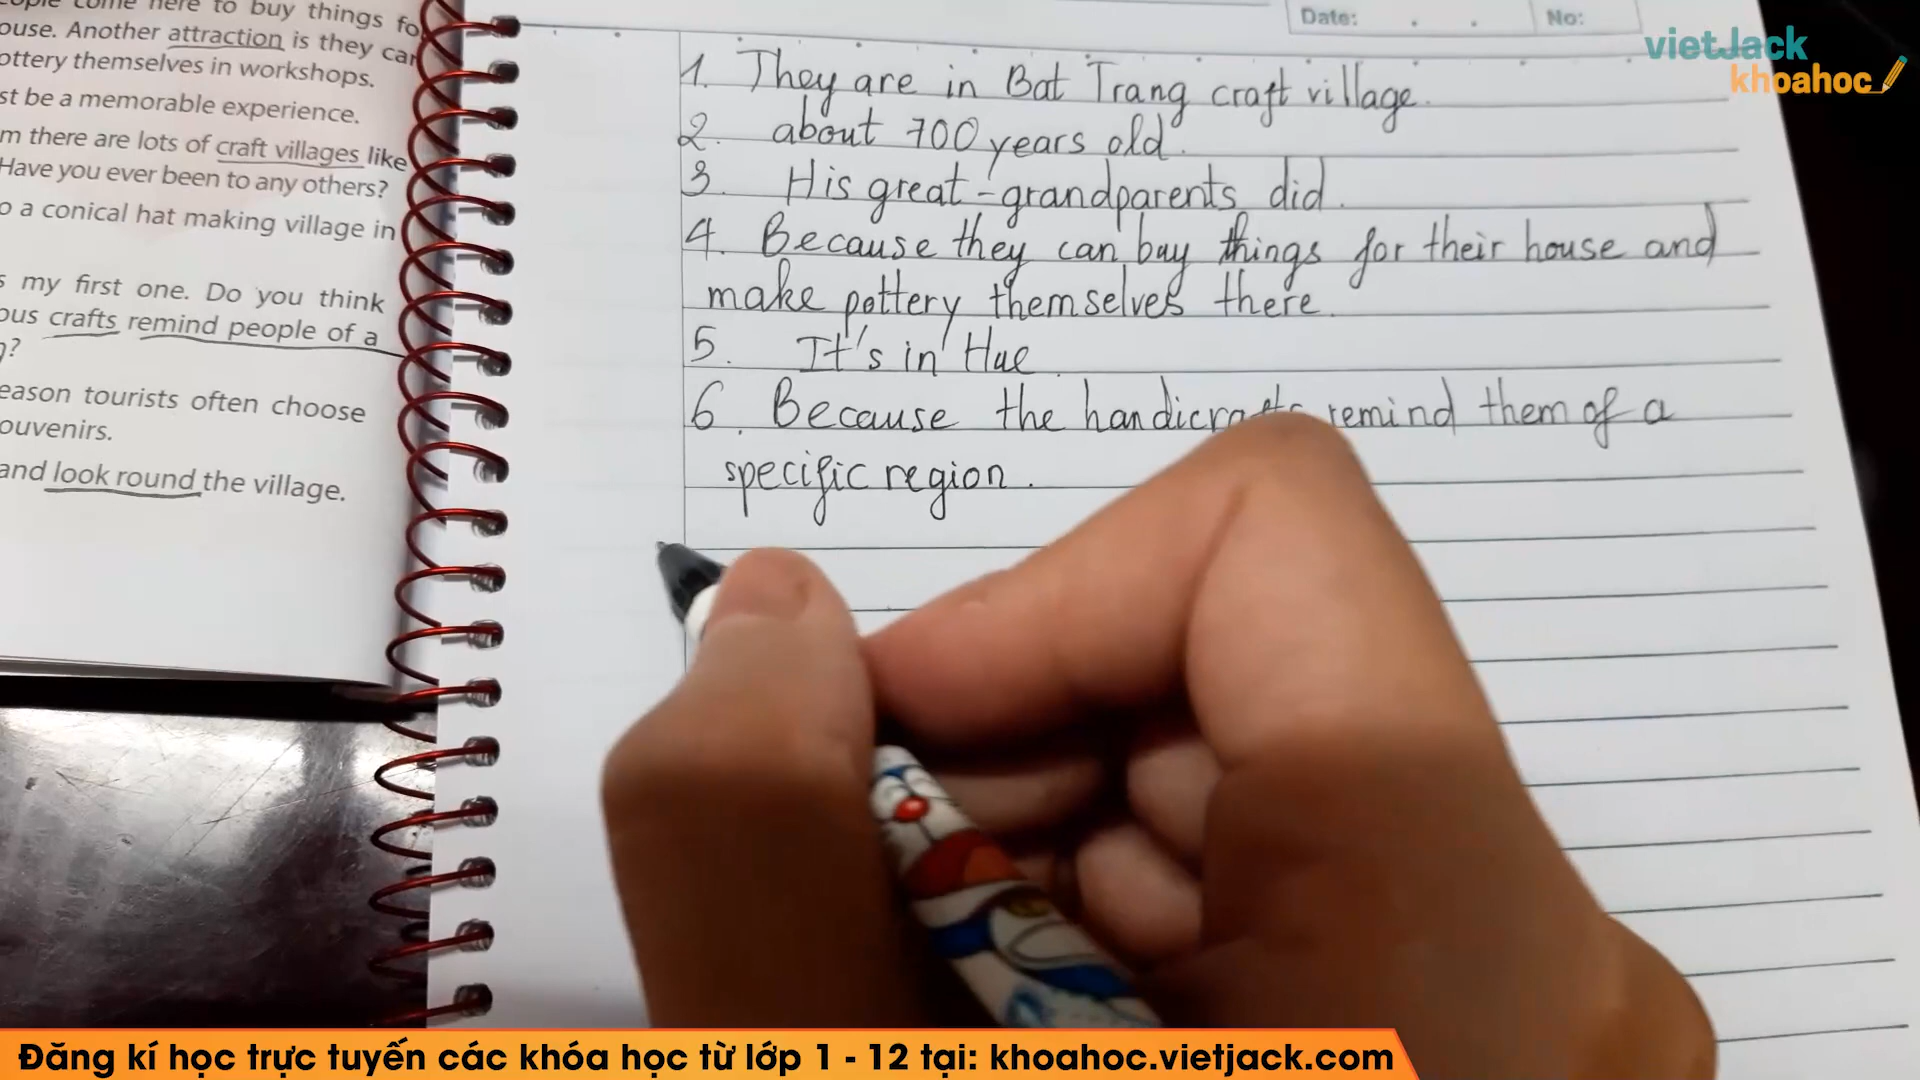 come here to buy things
ouse. Another attraction is they can
ottery themselves in workshops.
st be a memorable experience.
m there are lots of craft villages like
Have you ever been to any others?
o a conical hat making village in
s my first one. Do you think
ous crafts remind people of a
?
eason tourists often choose
ouvenirs.
and look round the village.
Date: . . No:
vietJack
khoahoc
1. They are in Bat Trang craft village.
2. about 700 years old.
3. His great-grandparents did.
4. Because they can buy things for their house and
make pottery themselves there.
5. It's in Hue.
6. Because the handicrafts remind them of a
specific region.
Đăng kí học trực tuyến các khóa học từ lớp 1 - 12 tại: khoahoc.vietjack.com